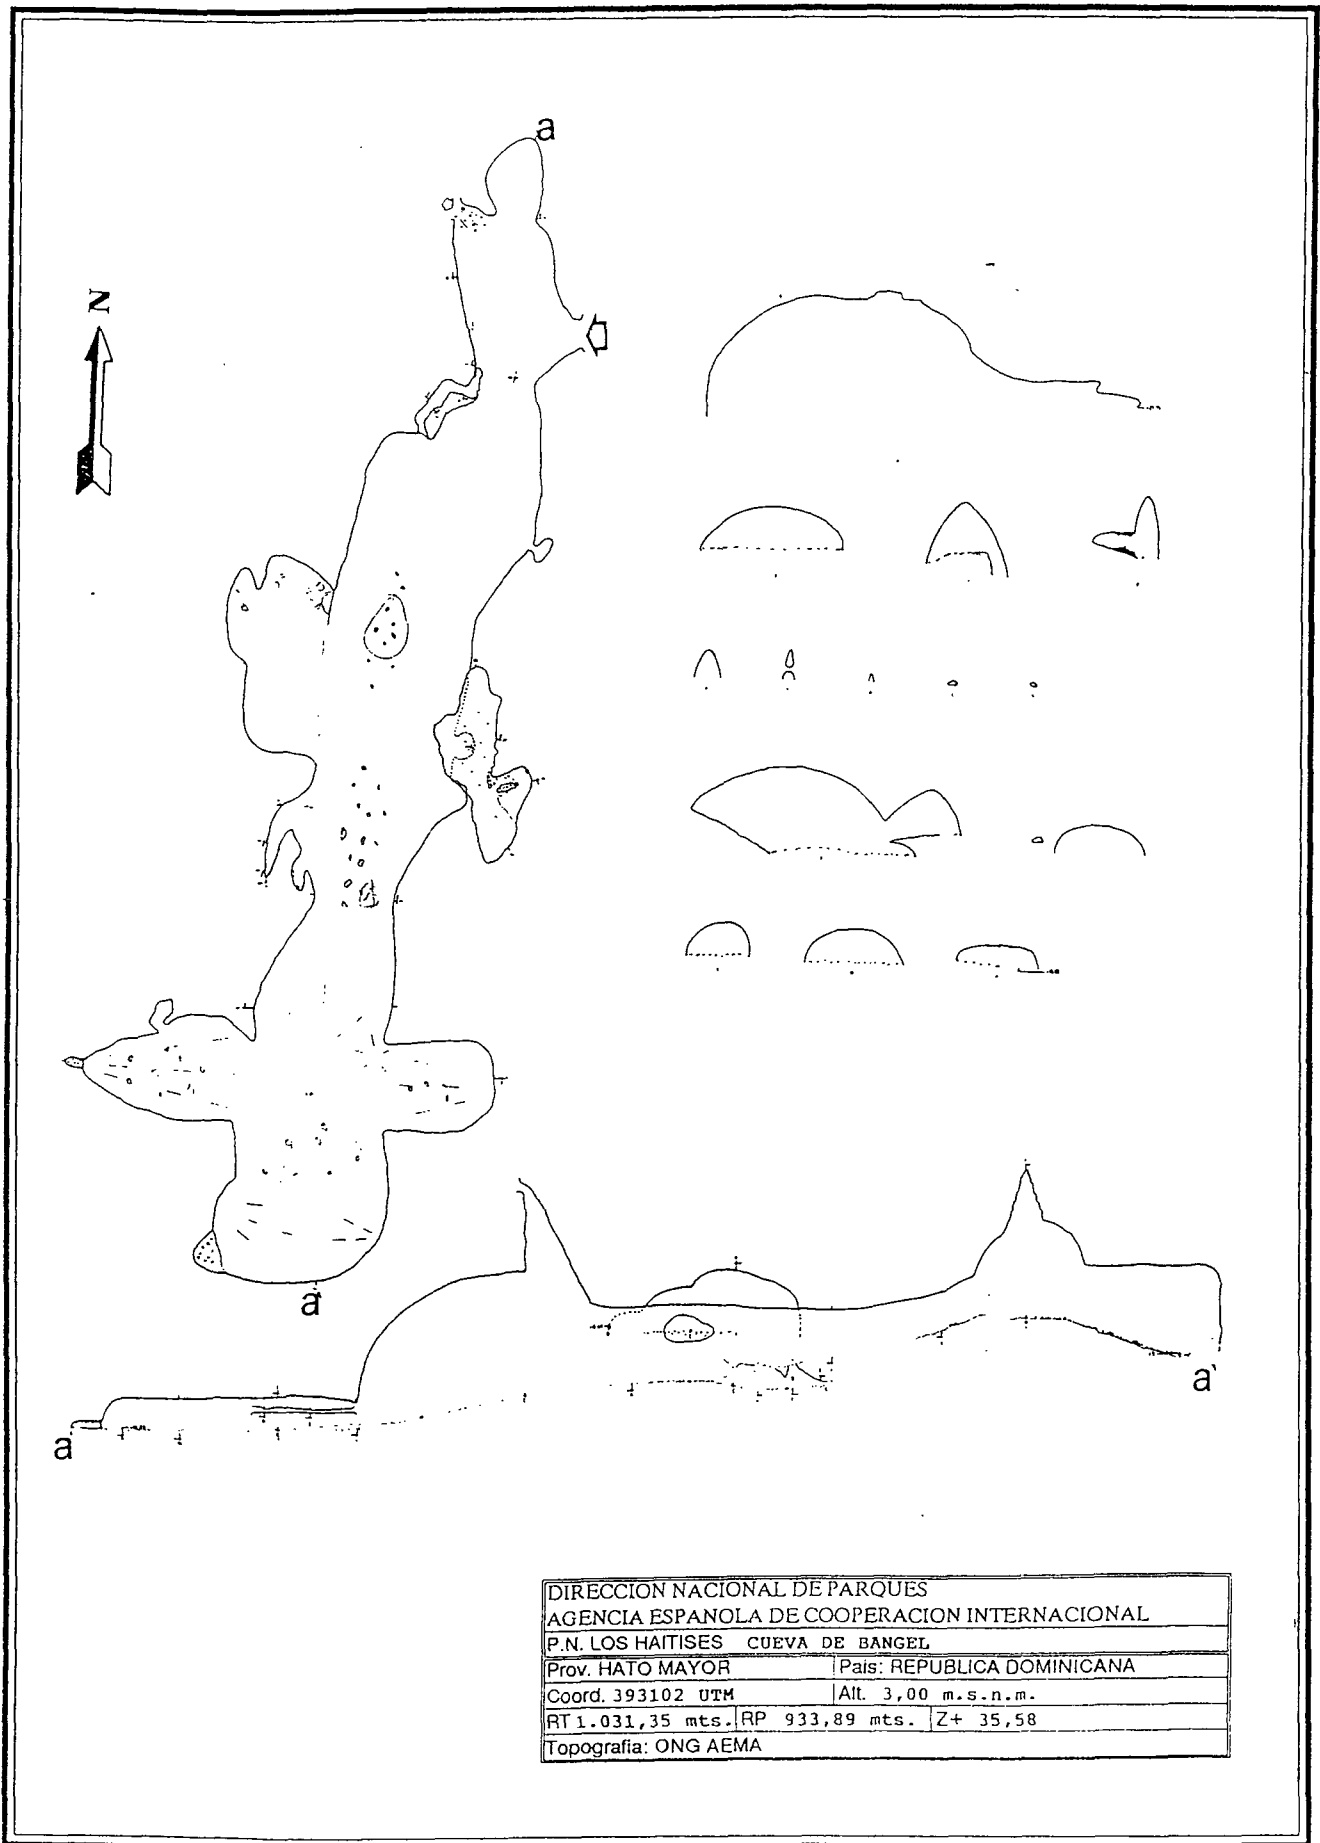 a
N
a'
a
a'
DIRECCION NACIONAL DE PARQUES
AGENCIA ESPANOLA DE COOPERACION INTERNACIONAL
P.N. LOS HAITISES CUEVA DE BANGEL
Prov. HATO MAYOR País: REPUBLICA DOMINICANA
Coord. 393102 UTM Alt. 3,00 m.s.n.m.
RT 1.031,35 mts. RP 933,89 mts. Z+ 35,58
Topografia: ONG AEMA